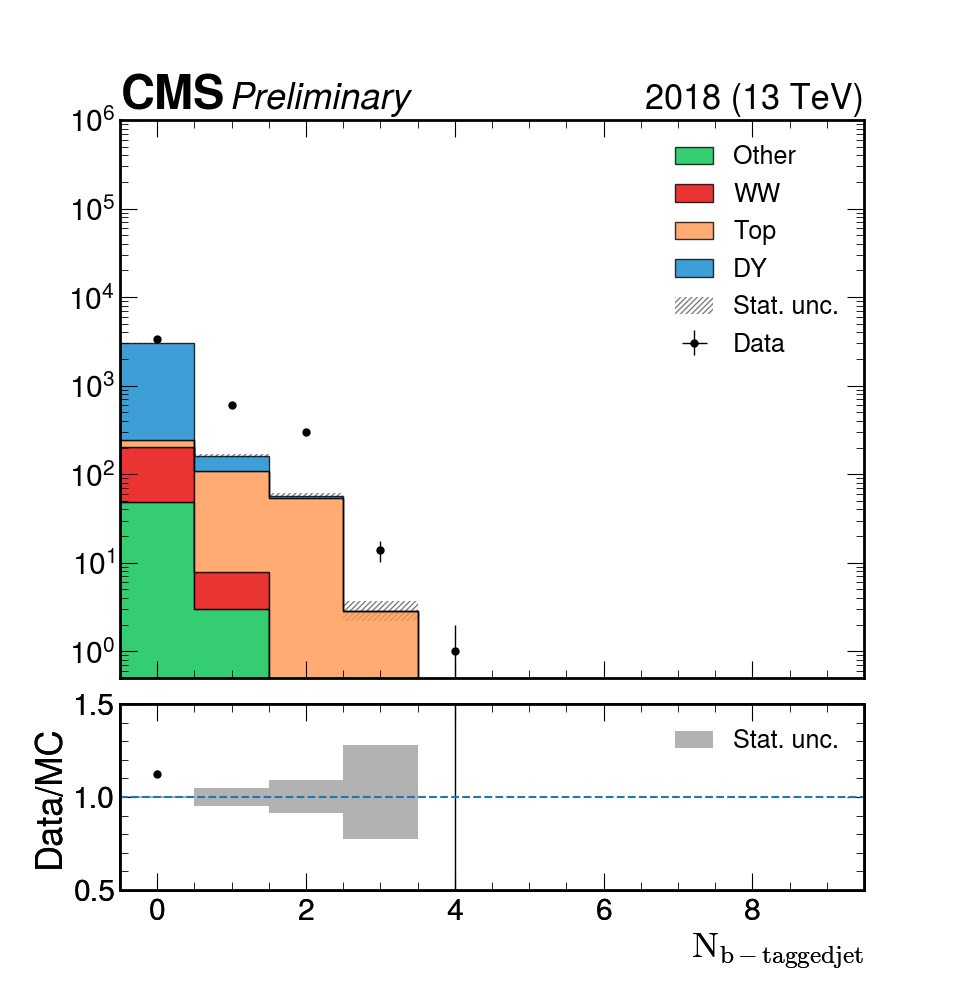 CMS Preliminary 2018 (13 TeV)
10^6
10^5
10^4
10^3
10^2
10^1
10^0
Other
WW
Top
DY
Stat. unc.
Data
Data/MC
1.5
1.0
0.5
Stat. unc.
0 2 4 6 8
N_{b-taggedjet}